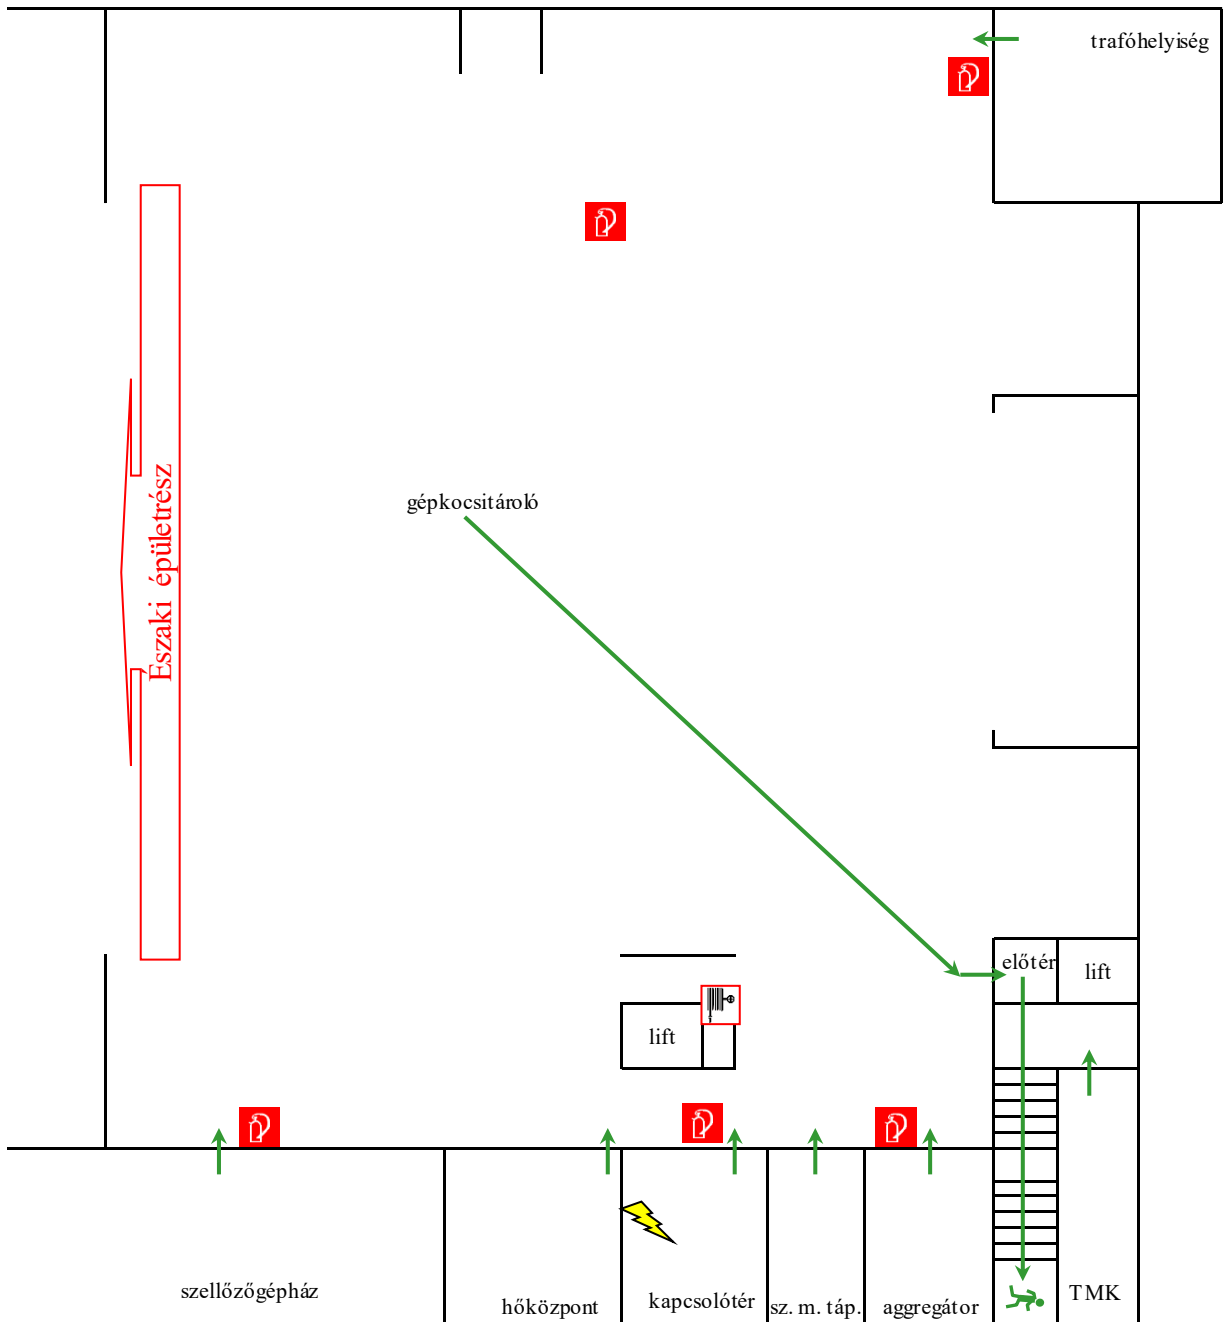 trafóhelyiség
gépkocsitároló
Északi épületrész
előtér
lift
lift
szellőzőgépház
hőközpont
kapcsolótér
sz. m. táp.
aggregátor
TMK